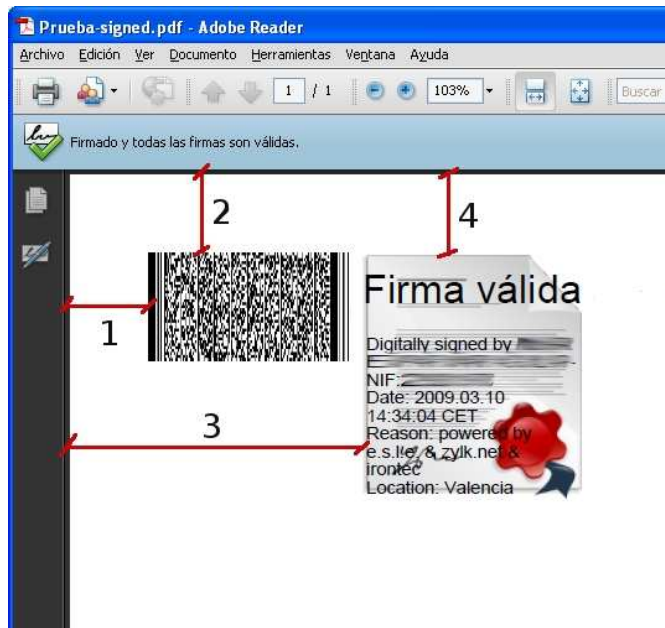 Prueba-signed.pdf - Adobe Reader
Archivo Edición Ver Documento Herramientas Ventana Ayuda
1 / 1 103% Buscar
Firmado y todas las firmas son válidas.
2
4
1
3
Firma válida
Digitally signed by
NIF:
Date: 2009.03.10
14:34:04 CET
Reason: powered by
e.s.l.e. & zylk.net &
irontec
Location: Valencia